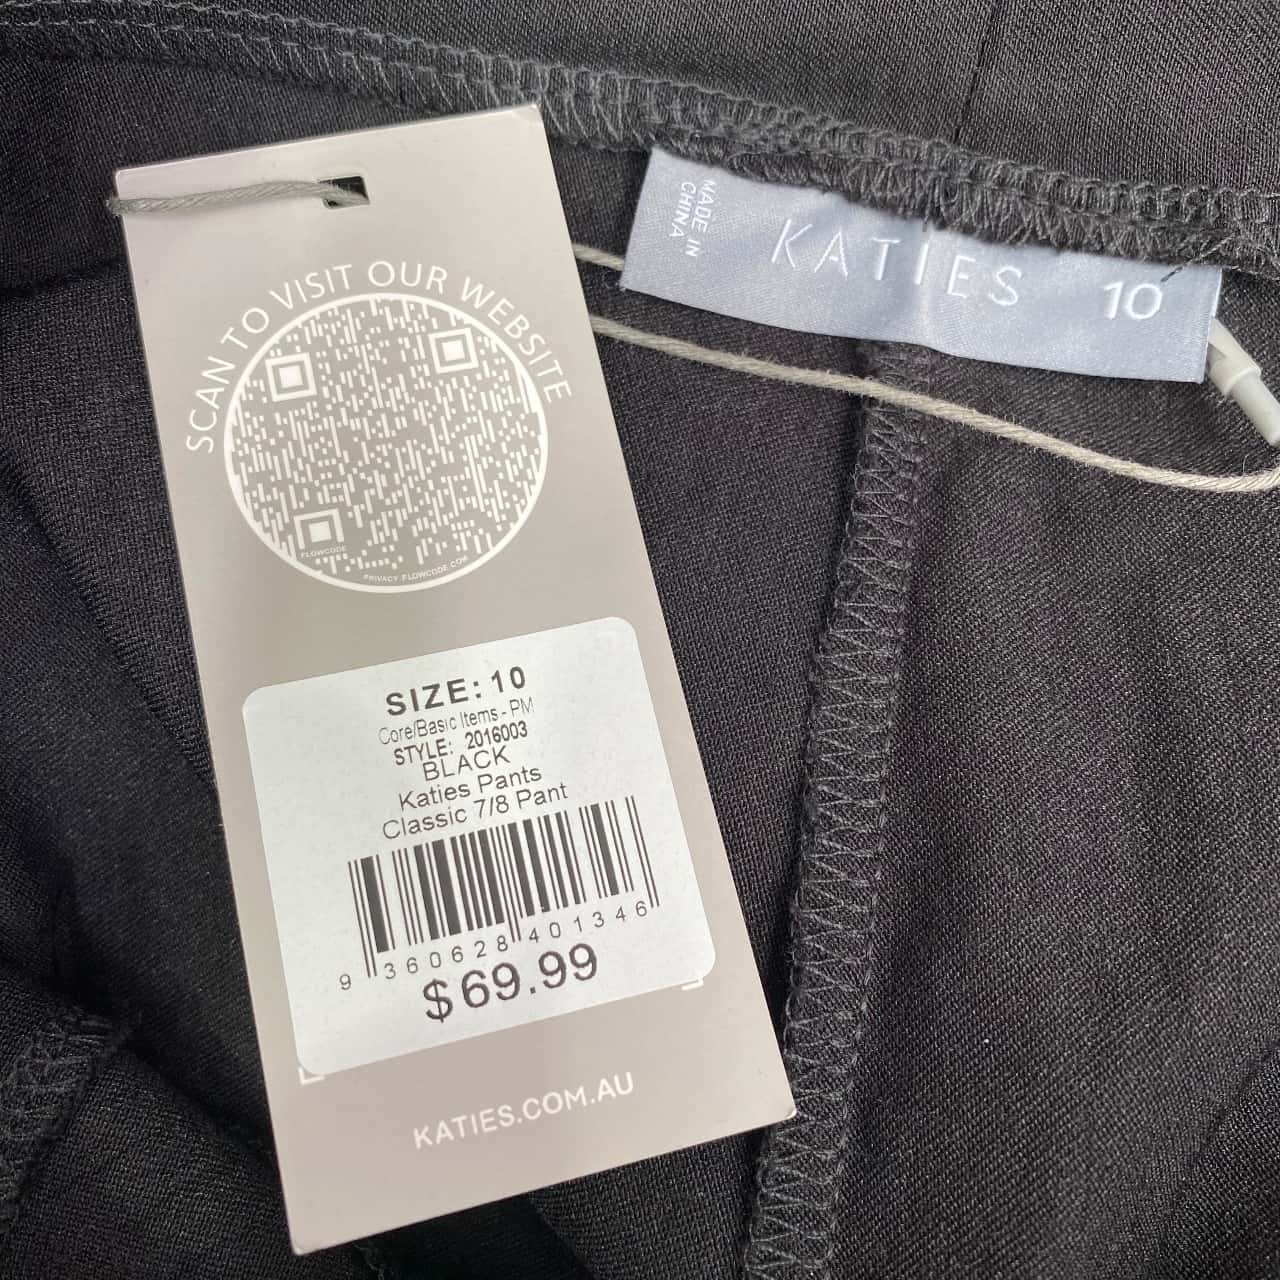 SCAN TO VISIT OUR WEBSITE
FLOWCODE
PRIVACY.FLOWCODE.COM
SIZE: 10
Core/Basic Items - PM
STYLE: 2016003
BLACK
Katies Pants
Classic 7/8 Pant
9 360628 401346
$69.99
KATIES.COM.AU
MADE IN
CHINA
KATIES 10